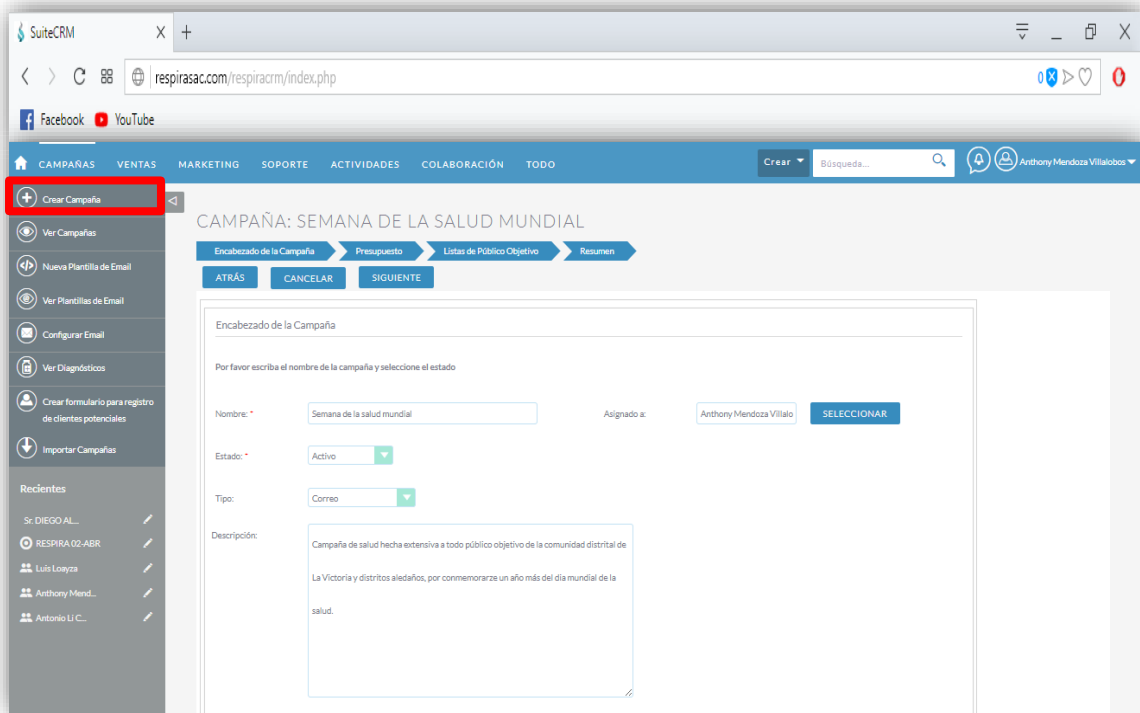 SuiteCRM
respirasac.com/respiracrm/index.php
0
Facebook YouTube
CAMPAÑAS VENTAS MARKETING SOPORTE ACTIVIDADES COLABORACIÓN TODO
Crear
Búsqueda...
Anthony Mendoza Villalobos
Crear Campaña
Ver Campañas
Nueva Plantilla de Email
Ver Plantillas de Email
Configurar Email
Ver Diagnósticos
Crear formulario para registro
de clientes potenciales
Importar Campañas
Recientes
Sr. DIEGO AL...
RESPIRA 02-ABR
Luis Loayza
Anthony Mend...
Antonio Li C...
CAMPAÑA: SEMANA DE LA SALUD MUNDIAL
Encabezado de la Campaña Presupuesto Listas de Público Objetivo Resumen
ATRÁS CANCELAR SIGUIENTE
Encabezado de la Campaña
Por favor escriba el nombre de la campaña y seleccione el estado
Nombre: * Semana de la salud mundial Asignado a: Anthony Mendoza Villalo SELECCIONAR
Estado: * Activo
Tipo: Correo
Descripción:
Campaña de salud hecha extensiva a todo público objetivo de la comunidad distrital de
La Victoria y distritos aledaños, por conmemorarze un año más del día mundial de la
salud.